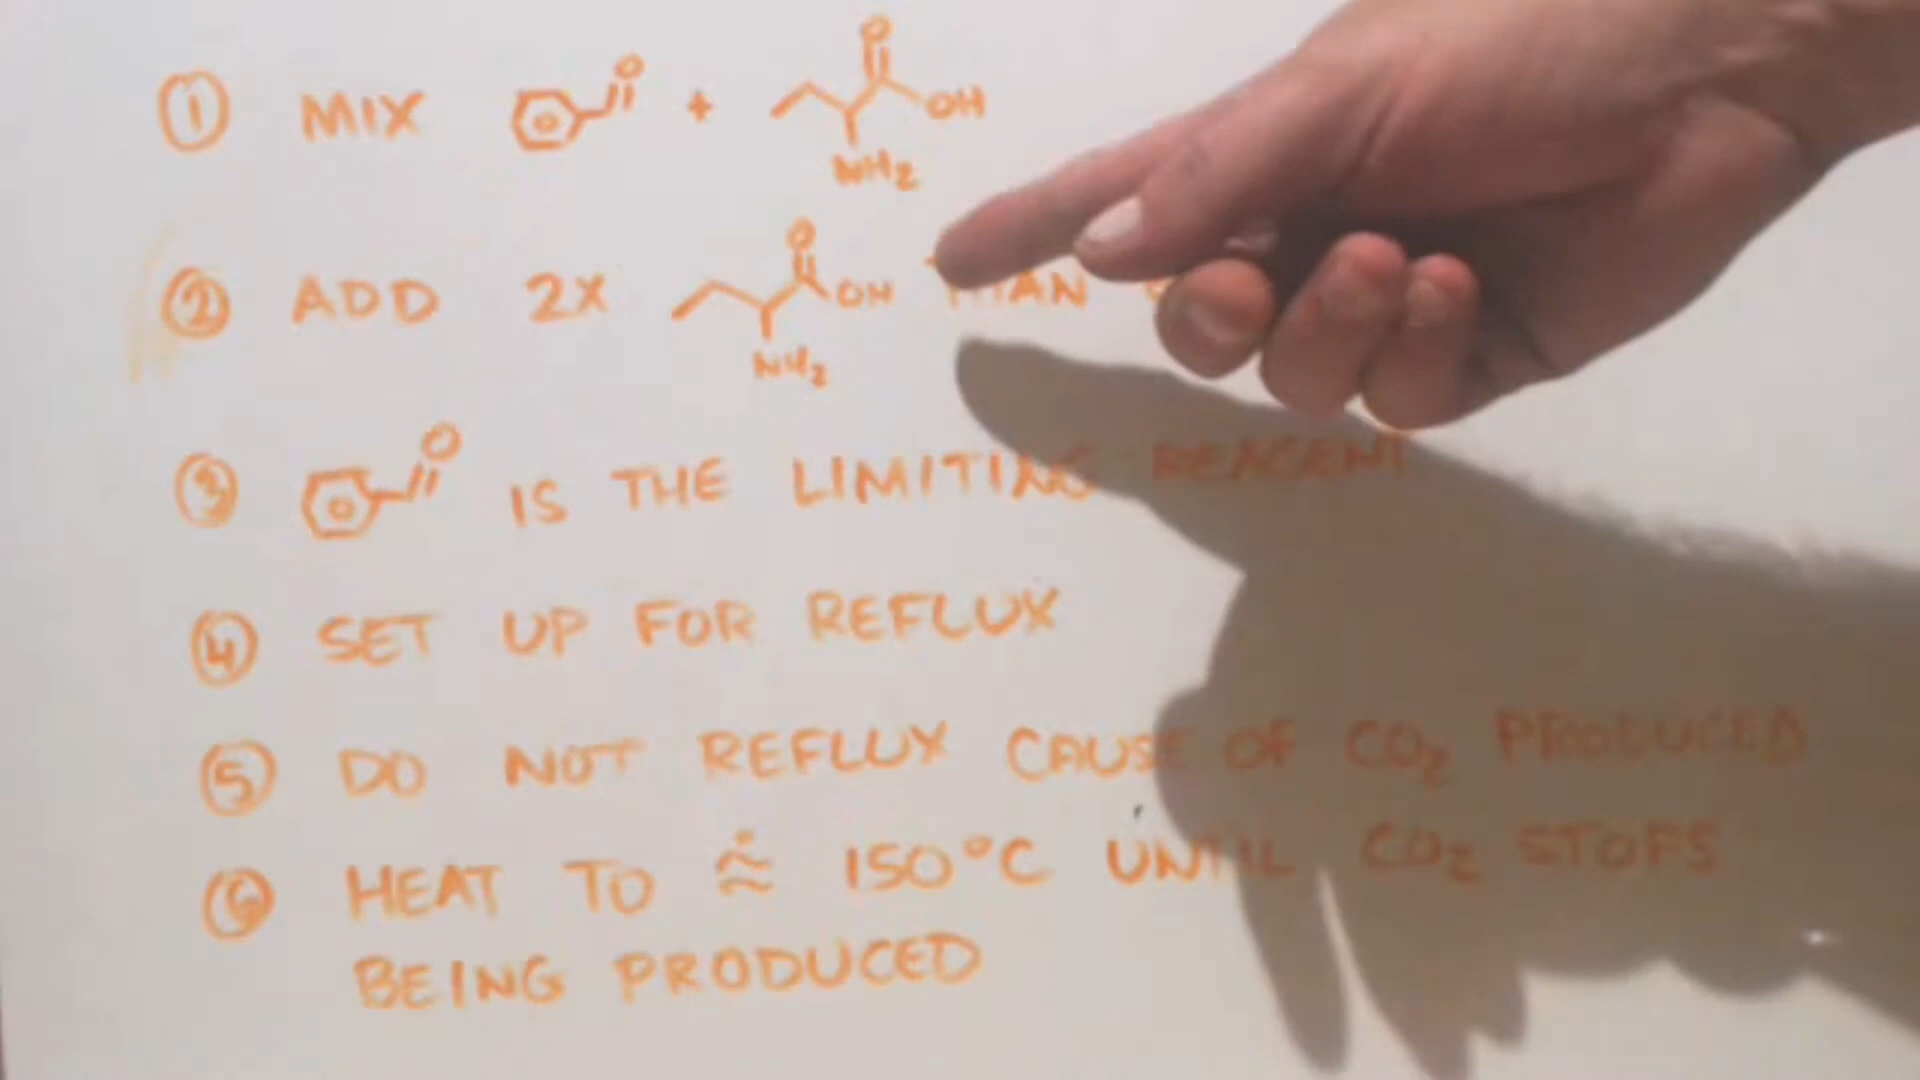 ① MIX O + O OH NH₂
② ADD 2X O OH NH₂ THAN
③ O IS THE LIMITING REAGENT
④ SET UP FOR REFLUX
⑤ DO NOT REFLUX CAUSE OF CO₂ PRODUCED
⑥ HEAT TO ≈ 150°C UNTIL CO₂ STOPS
BEING PRODUCED